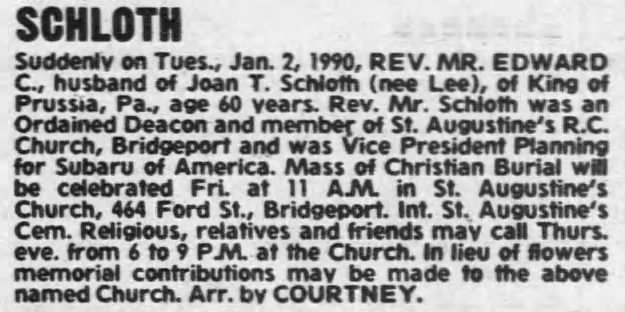 SCHLOTH
Suddenly on Tues., Jan. 2, 1990, REV. MR. EDWARD
C., husband of Joan T. Schloth (nee Lee), of King of
Prussia, Pa., age 60 years. Rev. Mr. Schloth was an
Ordained Deacon and member of St. Augustine's R.C.
Church, Bridgeport and was Vice President Planning
for Subaru of America. Mass of Christian Burial will
be celebrated Fri. at 11 A.M. in St. Augustine's
Church, 464 Ford St., Bridgeport. Int. St. Augustine's
Cem. Religious, relatives and friends may call Thurs.
eve. from 6 to 9 P.M. at the Church. In lieu of flowers
memorial contributions may be made to the above
named Church. Arr. by COURTNEY.